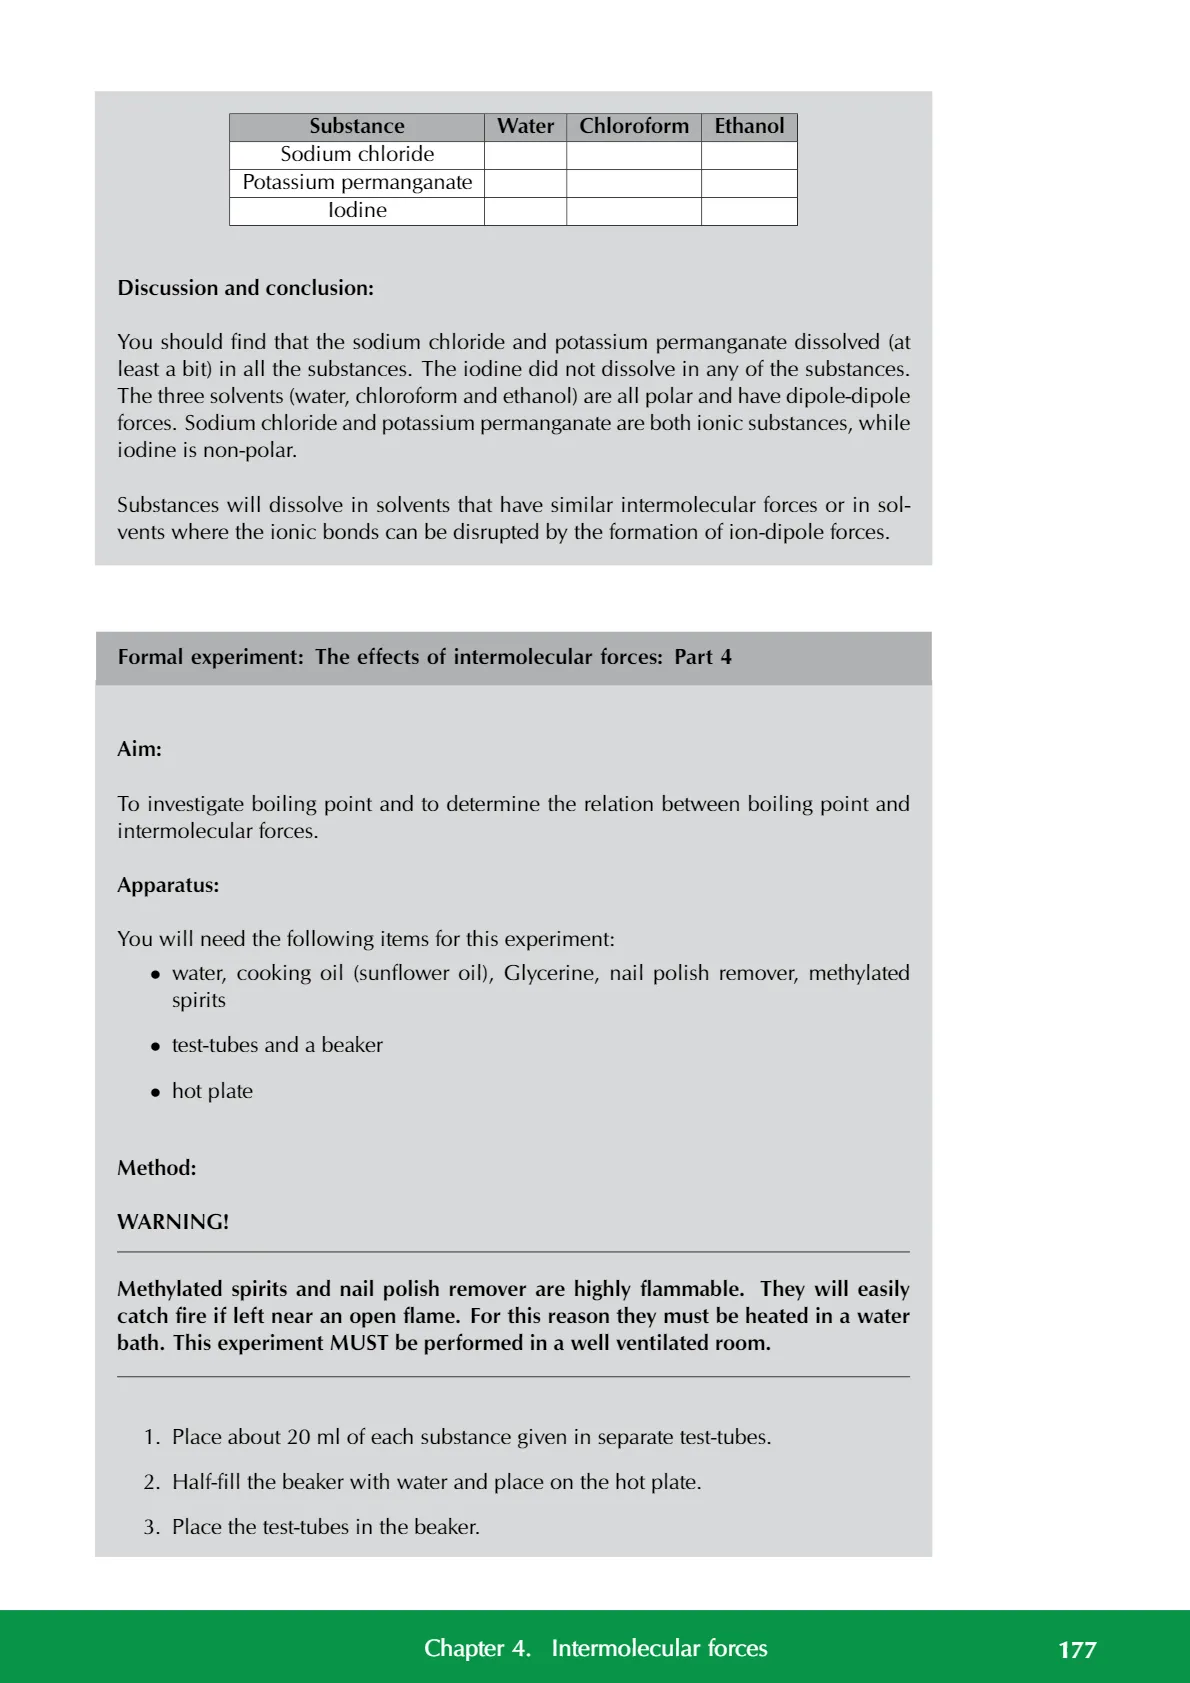 Substance Water Chloroform Ethanol
Sodium chloride
Potassium permanganate
Iodine
Discussion and conclusion:
You should find that the sodium chloride and potassium permanganate dissolved (at
least a bit) in all the substances. The iodine did not dissolve in any of the substances.
The three solvents (water, chloroform and ethanol) are all polar and have dipole-dipole
forces. Sodium chloride and potassium permanganate are both ionic substances, while
iodine is non-polar.
Substances will dissolve in solvents that have similar intermolecular forces or in sol-
vents where the ionic bonds can be disrupted by the formation of ion-dipole forces.
Formal experiment: The effects of intermolecular forces: Part 4
Aim:
To investigate boiling point and to determine the relation between boiling point and
intermolecular forces.
Apparatus:
You will need the following items for this experiment:
• water, cooking oil (sunflower oil), Glycerine, nail polish remover, methylated
spirits
• test-tubes and a beaker
• hot plate
Method:
WARNING!
Methylated spirits and nail polish remover are highly flammable. They will easily
catch fire if left near an open flame. For this reason they must be heated in a water
bath. This experiment MUST be performed in a well ventilated room.
1. Place about 20 ml of each substance given in separate test-tubes.
2. Half-fill the beaker with water and place on the hot plate.
3. Place the test-tubes in the beaker.
Chapter 4. Intermolecular forces 177